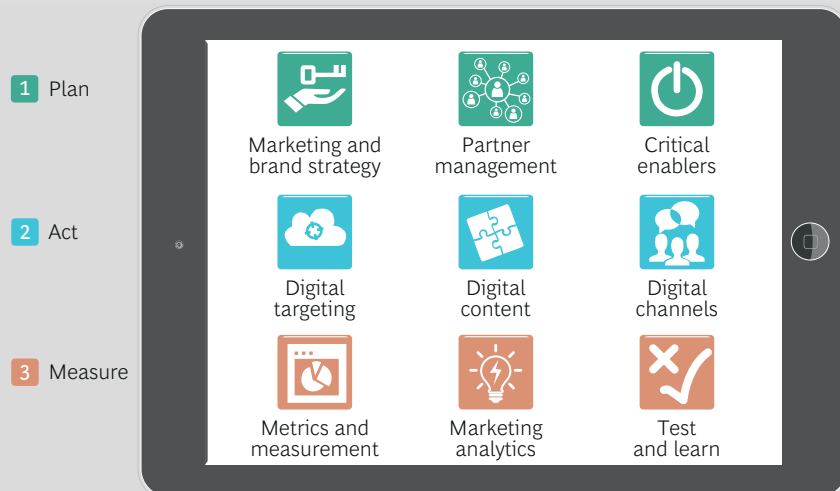 1 Plan
Marketing and
brand strategy
Partner
management
Critical
enablers
2 Act
Digital
targeting
Digital
content
Digital
channels
3 Measure
Metrics and
measurement
Marketing
analytics
Test
and learn